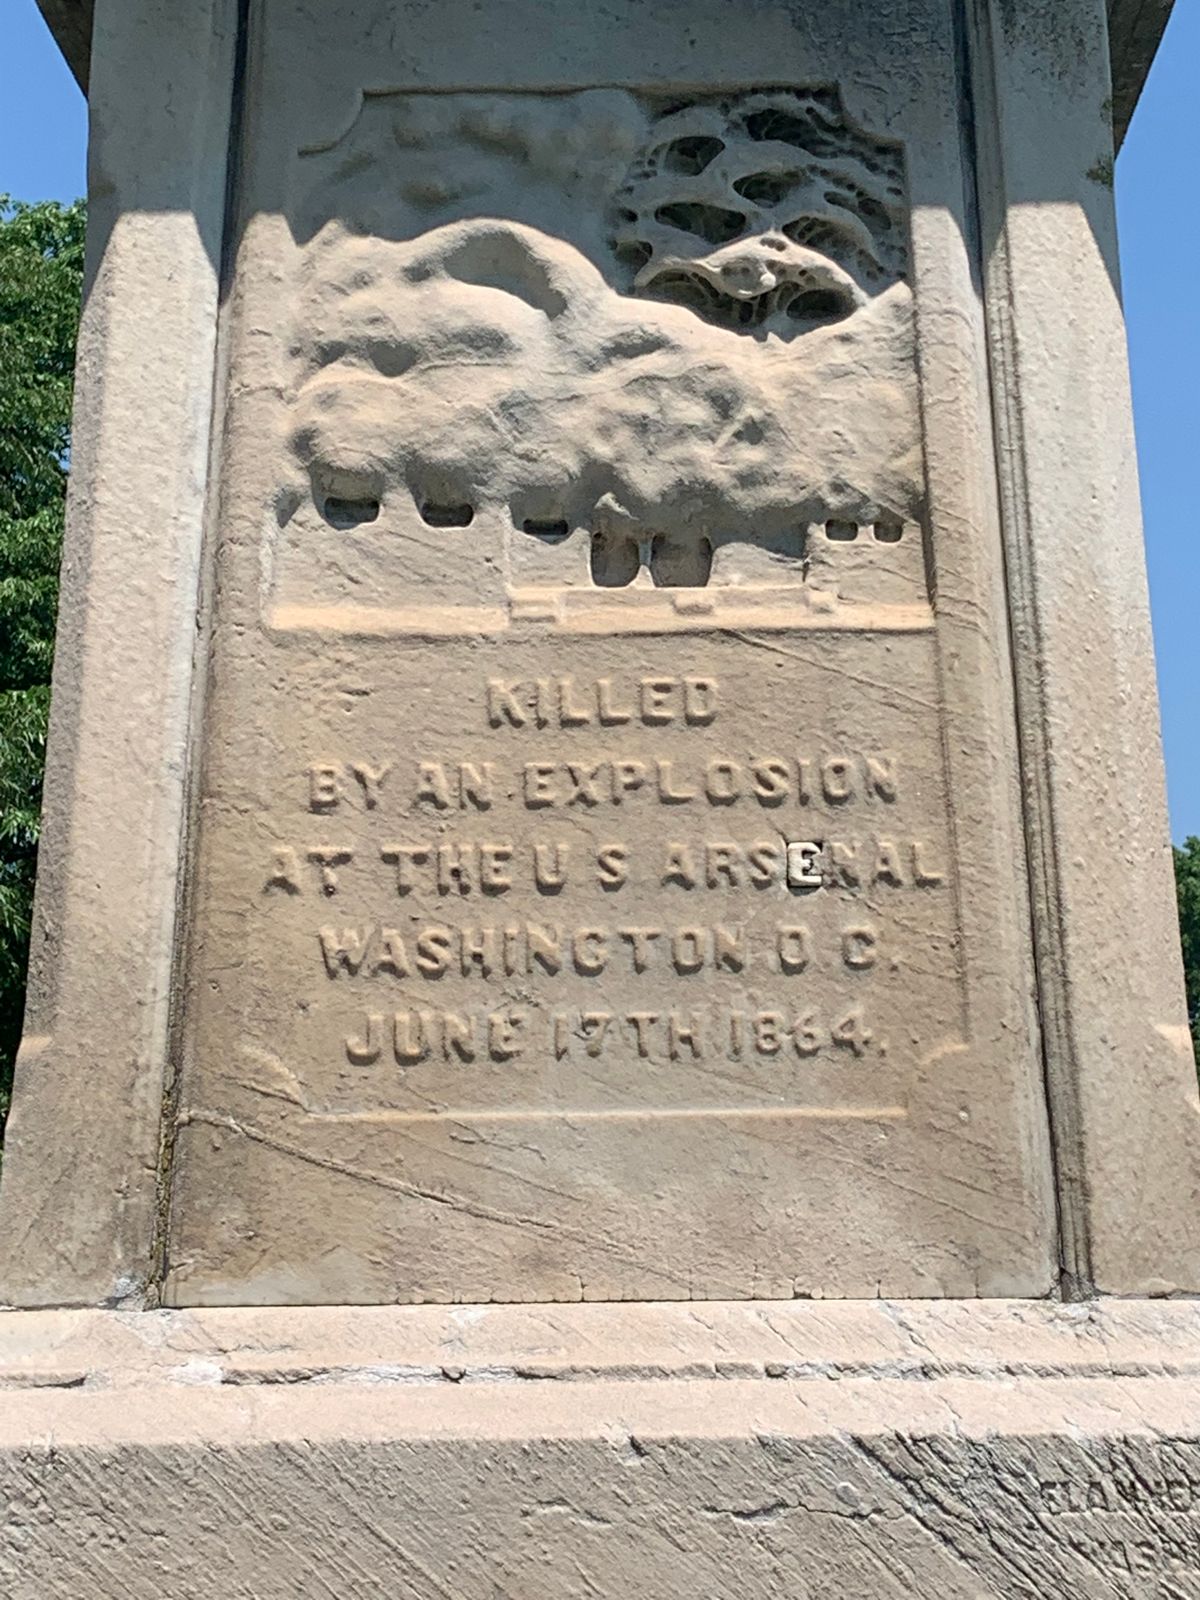 KILLED
BY AN EXPLOSION
AT THE U S ARSENAL
WASHINGTON D. C.
JUNE 17TH 1864.